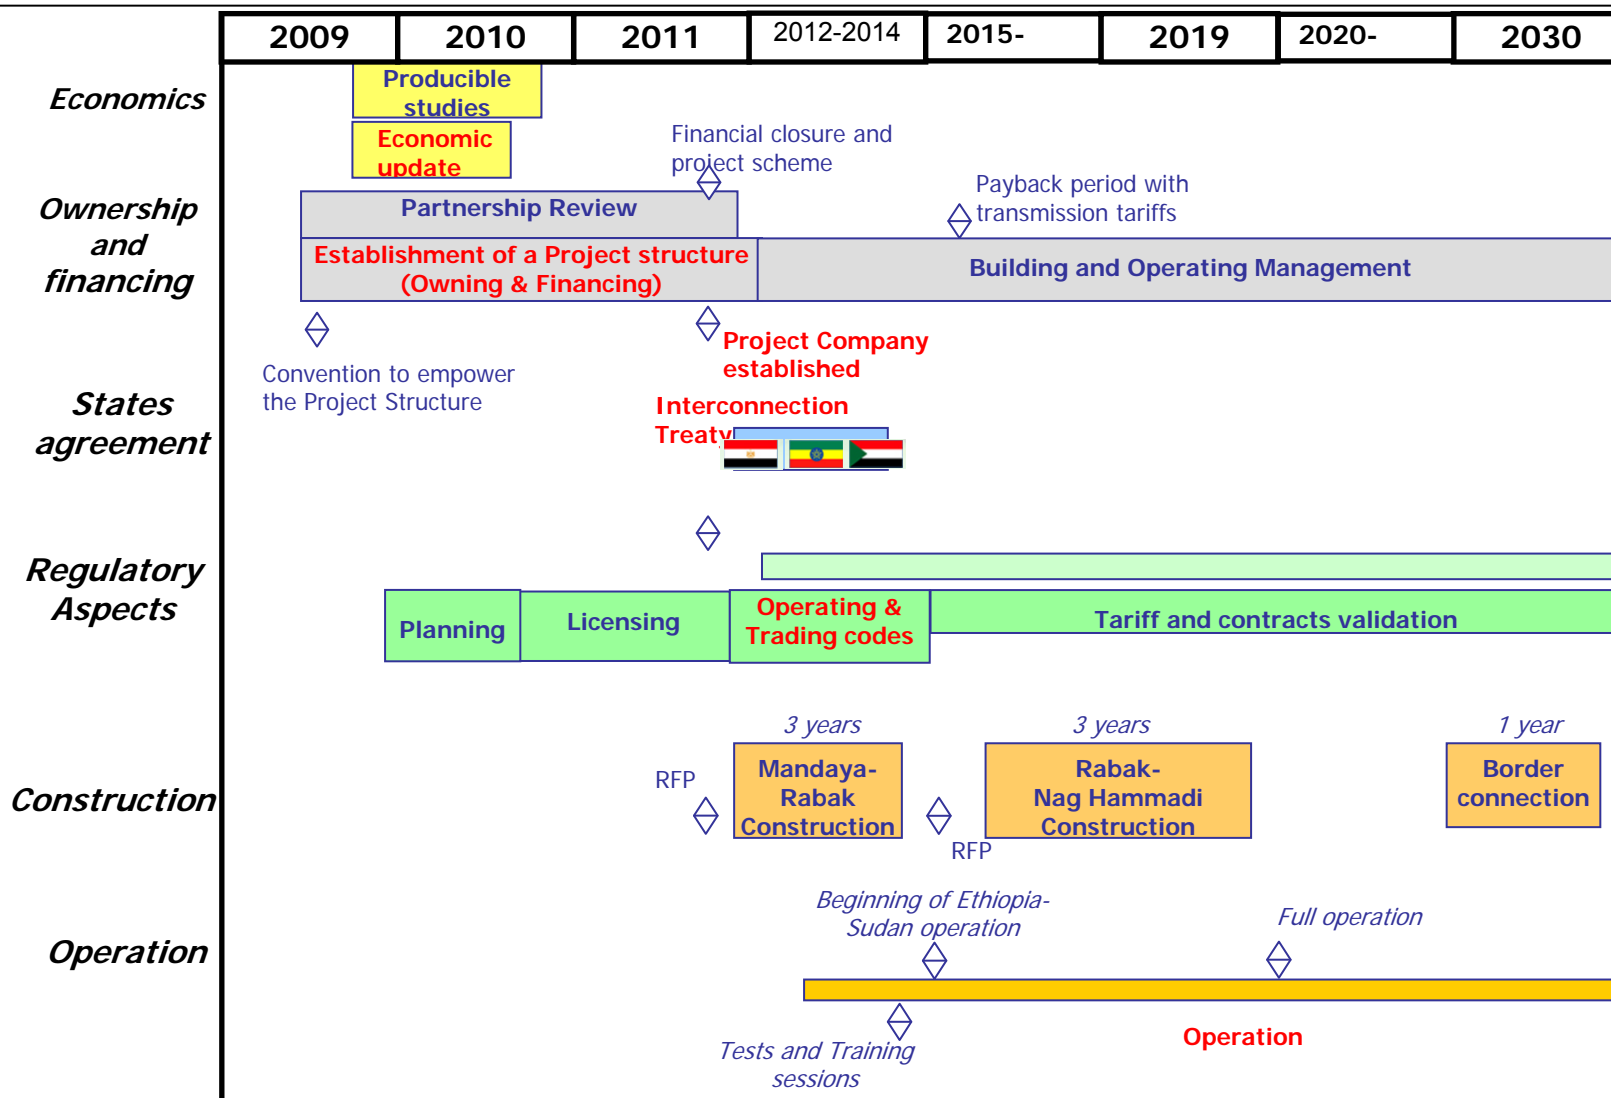 2009 2010 2011 2012-2014 2015- 2019 2020- 2030
Economics
Producible
studies
Economic
update
Financial closure and
project scheme
Ownership
and
financing
Partnership Review
Payback period with
transmission tariffs
Establishment of a Project structure
(Owning & Financing)
Building and Operating Management
Convention to empower
the Project Structure
Project Company
established
States
agreement
Interconnection
Treaty
Regulatory
Aspects
Planning
Licensing
Operating &
Trading codes
Tariff and contracts validation
Construction
RFP
3 years
Mandaya-
Rabak
Construction
RFP
3 years
Rabak-
Nag Hammadi
Construction
1 year
Border
connection
Operation
Beginning of Ethiopia-
Sudan operation
Full operation
Tests and Training
sessions
Operation